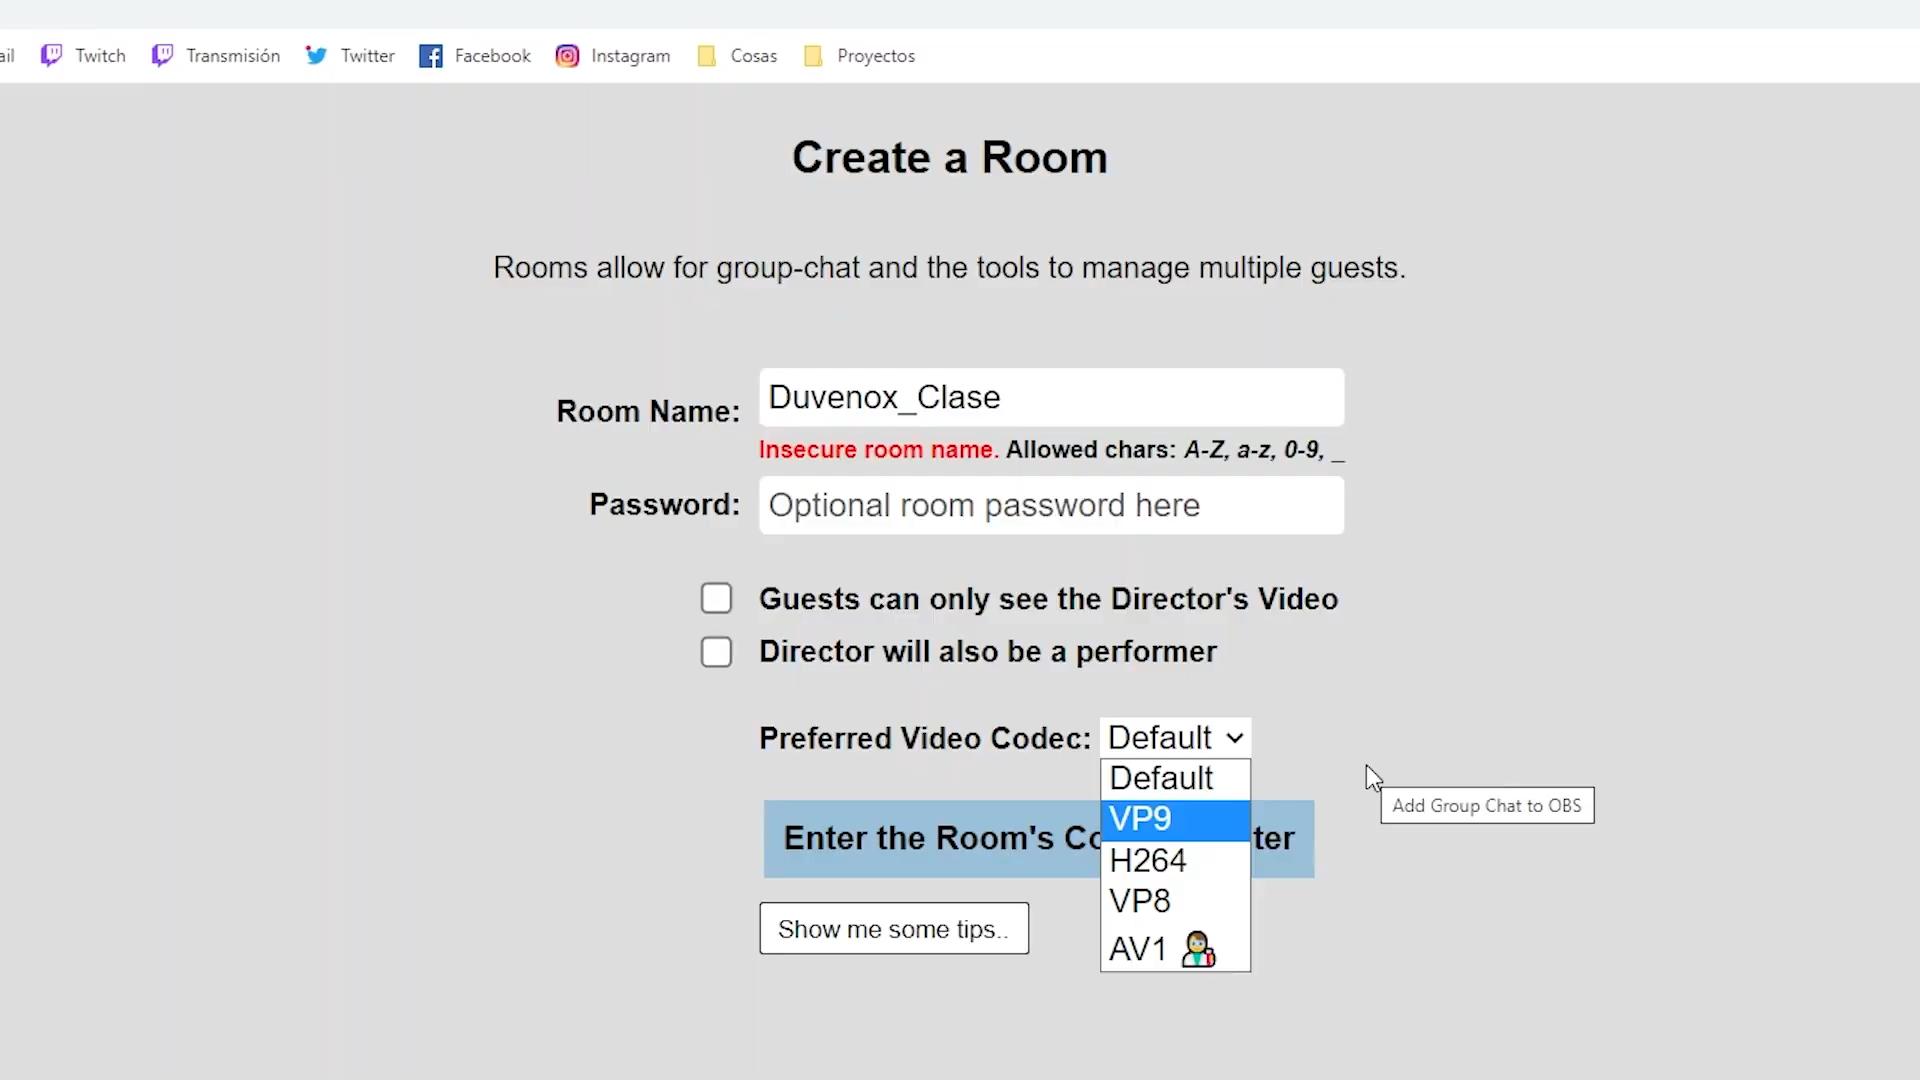 ail Twitch Transmisión Twitter Facebook Instagram Cosas Proyectos
Create a Room
Rooms allow for group-chat and the tools to manage multiple guests.
Room Name: Duvenox_Clase
Insecure room name. Allowed chars: A-Z, a-z, 0-9, _
Password: Optional room password here
Guests can only see the Director's Video
Director will also be a performer
Preferred Video Codec: Default
Default
Add Group Chat to OBS
VP9
Enter the Room's Co ter
H264
VP8
Show me some tips..
AV1